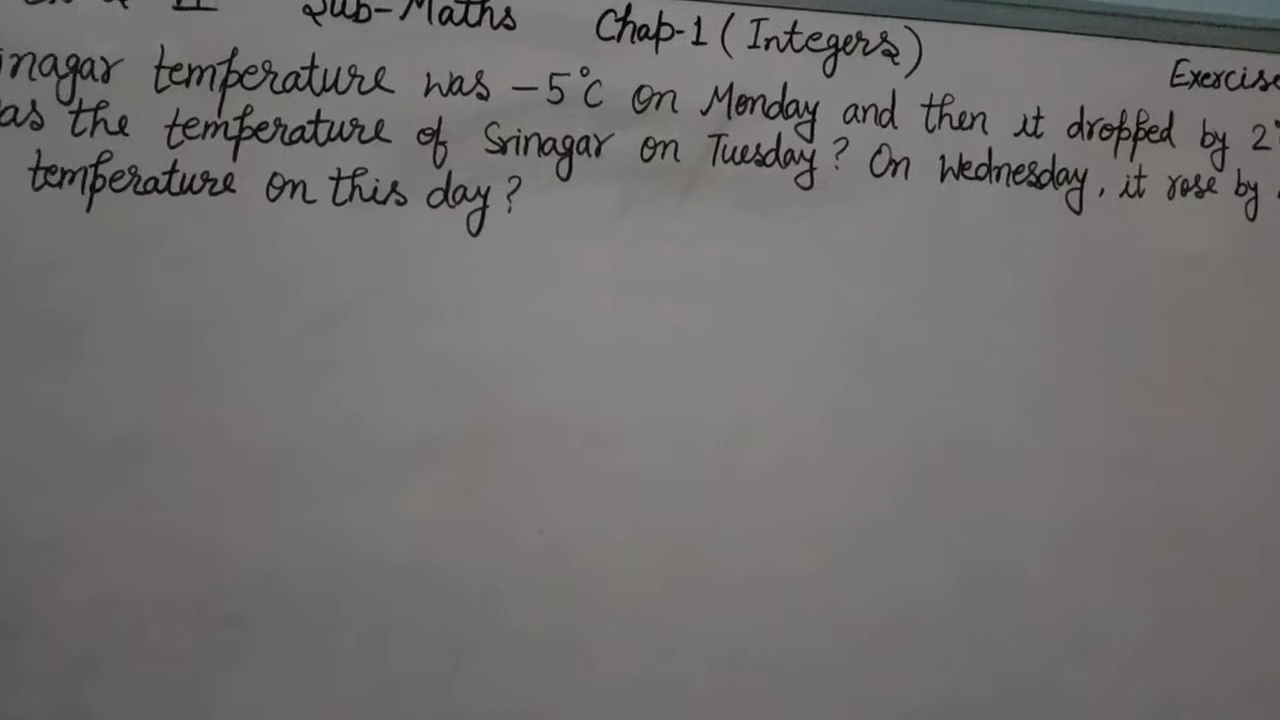 Sub-Maths Chap-1 (Integers)
Exercise
nagar temperature was -5°C on Monday and then it dropped by 2°
as the temperature of Srinagar on Tuesday? On Wednesday, it rose by
temperature on this day?